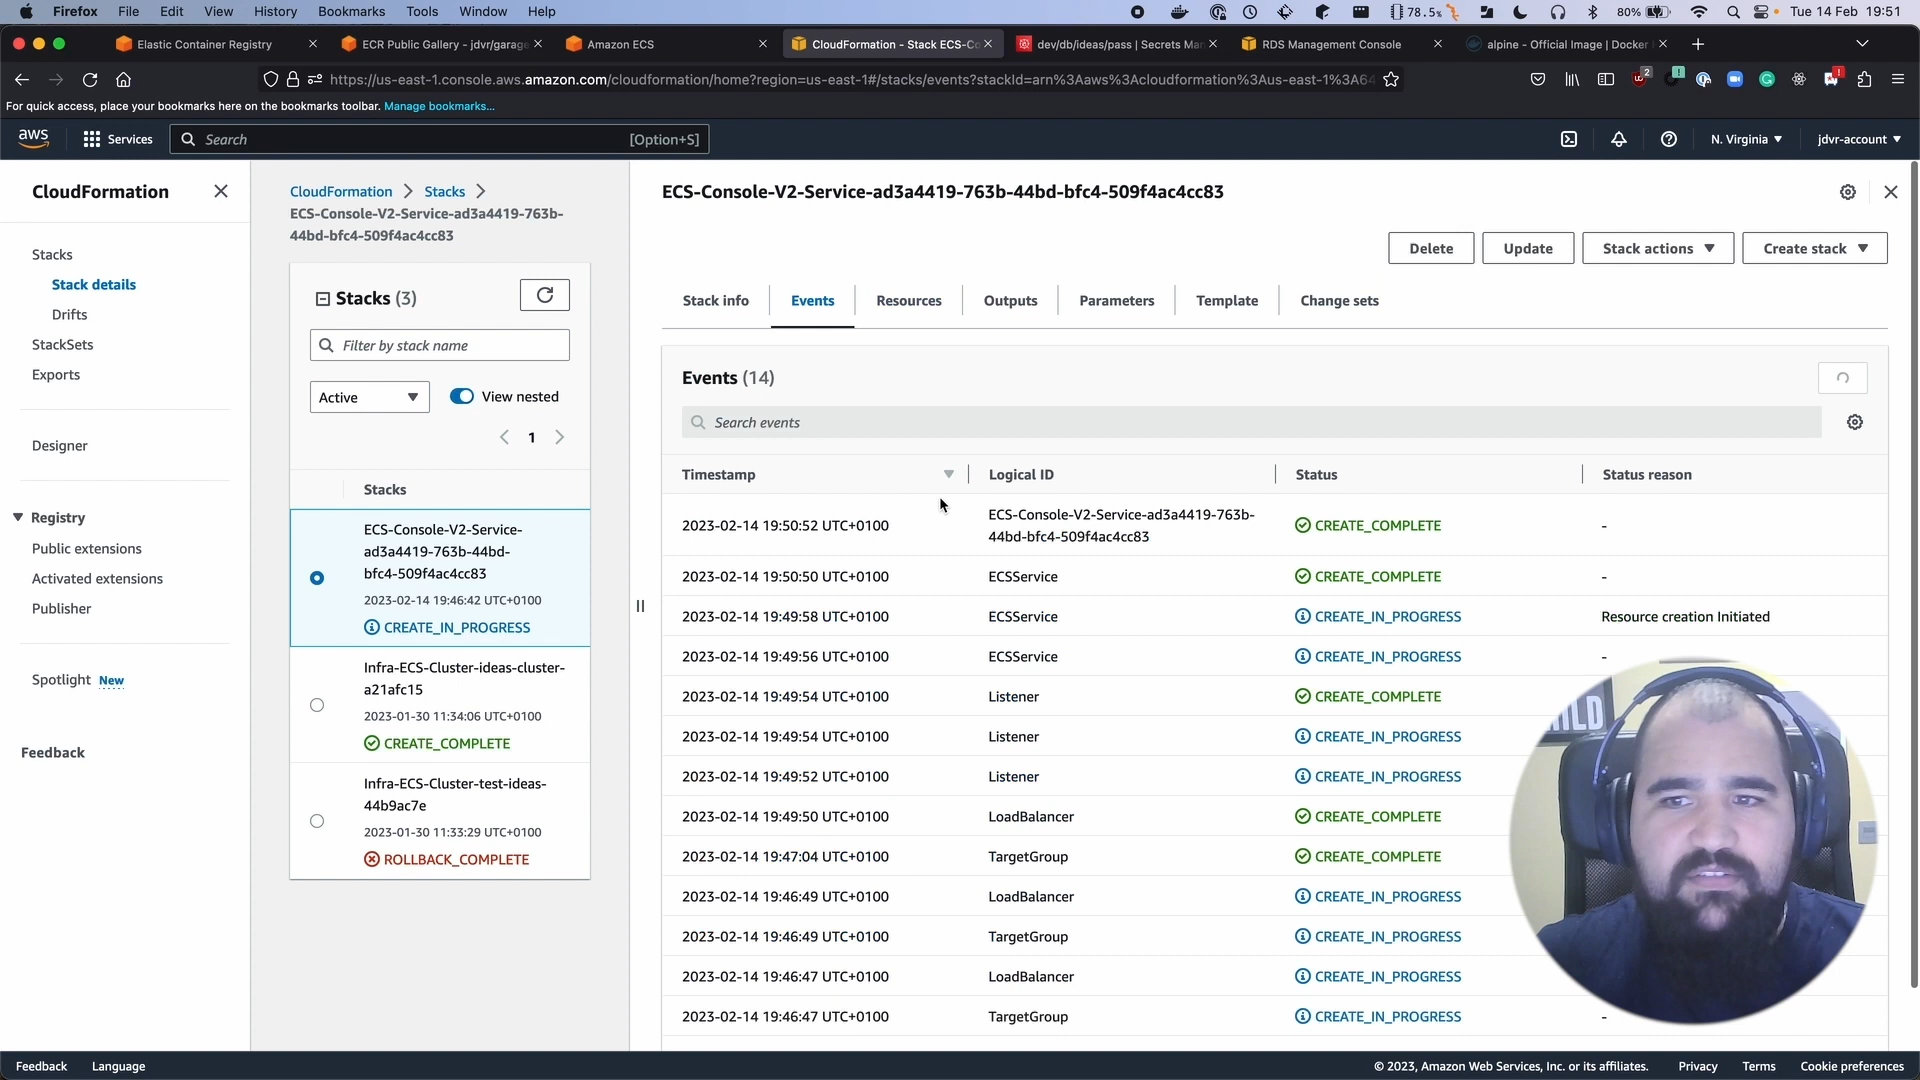 Firefox File Edit View History Bookmarks Tools Window Help 78.5% 80% Tue 14 Feb 19:51
Elastic Container Registry ECR Public Gallery - jdvr/garage Amazon ECS CloudFormation - Stack ECS-Co dev/db/ideas/pass | Secrets Man RDS Management Console alpine - Official Image | Docker
https://us-east-1.console.aws.amazon.com/cloudformation/home?region=us-east-1#/stacks/events?stackId=arn%3Aaws%3Acloudformation%3Aus-east-1%3A64
For quick access, place your bookmarks here on the bookmarks toolbar. Manage bookmarks...
aws Services Search [Option+S] N. Virginia jdvr-account
CloudFormation
Stacks
Stack details
Drifts
StackSets
Exports
Designer
Registry
Public extensions
Activated extensions
Publisher
Spotlight New
Feedback
CloudFormation Stacks
ECS-Console-V2-Service-ad3a4419-763b-
44bd-bfc4-509f4ac4cc83
Stacks (3)
Filter by stack name
Active View nested
1
Stacks
ECS-Console-V2-Service-
ad3a4419-763b-44bd-
bfc4-509f4ac4cc83
2023-02-14 19:46:42 UTC+0100
CREATE_IN_PROGRESS
Infra-ECS-Cluster-ideas-cluster-
a21afc15
2023-01-30 11:34:06 UTC+0100
CREATE_COMPLETE
Infra-ECS-Cluster-test-ideas-
44b9ac7e
2023-01-30 11:33:29 UTC+0100
ROLLBACK_COMPLETE
ECS-Console-V2-Service-ad3a4419-763b-44bd-bfc4-509f4ac4cc83
Delete Update Stack actions Create stack
Stack info Events Resources Outputs Parameters Template Change sets
Events (14)
Search events
Timestamp Logical ID Status Status reason
2023-02-14 19:50:52 UTC+0100 ECS-Console-V2-Service-ad3a4419-763b- CREATE_COMPLETE -
44bd-bfc4-509f4ac4cc83
2023-02-14 19:50:50 UTC+0100 ECSService CREATE_COMPLETE -
2023-02-14 19:49:58 UTC+0100 ECSService CREATE_IN_PROGRESS Resource creation Initiated
2023-02-14 19:49:56 UTC+0100 ECSService CREATE_IN_PROGRESS -
2023-02-14 19:49:54 UTC+0100 Listener CREATE_COMPLETE
2023-02-14 19:49:54 UTC+0100 Listener CREATE_IN_PROGRESS
2023-02-14 19:49:52 UTC+0100 Listener CREATE_IN_PROGRESS
2023-02-14 19:49:50 UTC+0100 LoadBalancer CREATE_COMPLETE
2023-02-14 19:47:04 UTC+0100 TargetGroup CREATE_COMPLETE
2023-02-14 19:46:49 UTC+0100 LoadBalancer CREATE_IN_PROGRESS
2023-02-14 19:46:49 UTC+0100 TargetGroup CREATE_IN_PROGRESS
2023-02-14 19:46:47 UTC+0100 LoadBalancer CREATE_IN_PROGRESS
2023-02-14 19:46:47 UTC+0100 TargetGroup CREATE_IN_PROGRESS -
Feedback Language © 2023, Amazon Web Services, Inc. or its affiliates. Privacy Terms Cookie preferences